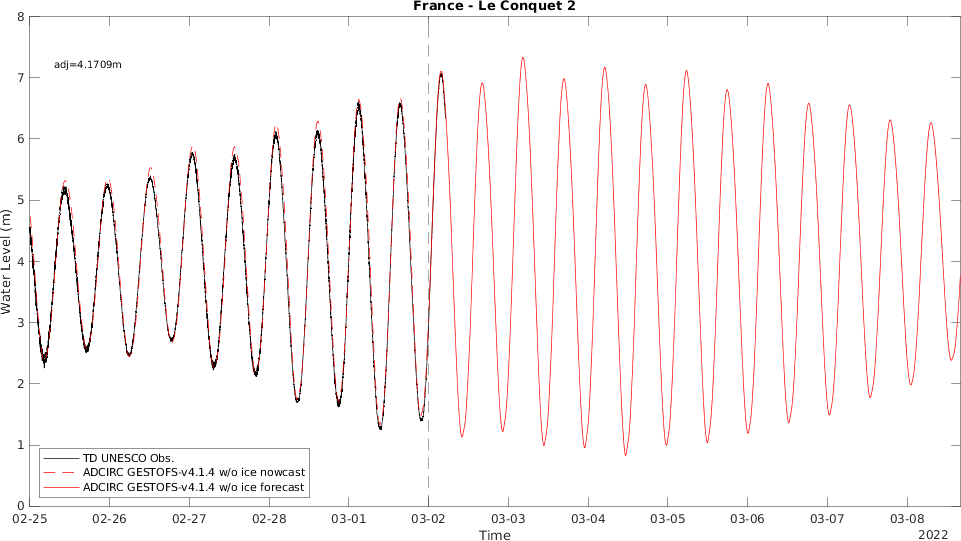 France - Le Conquet 2
adj=4.1709m
Water Level (m)
8
7
6
5
4
3
2
1
0
TD UNESCO Obs.
ADCIRC GESTOFS-v4.1.4 w/o ice nowcast
ADCIRC GESTOFS-v4.1.4 w/o ice forecast
02-25 02-26 02-27 02-28 03-01 03-02 03-03 03-04 03-05 03-06 03-07 03-08
Time
2022